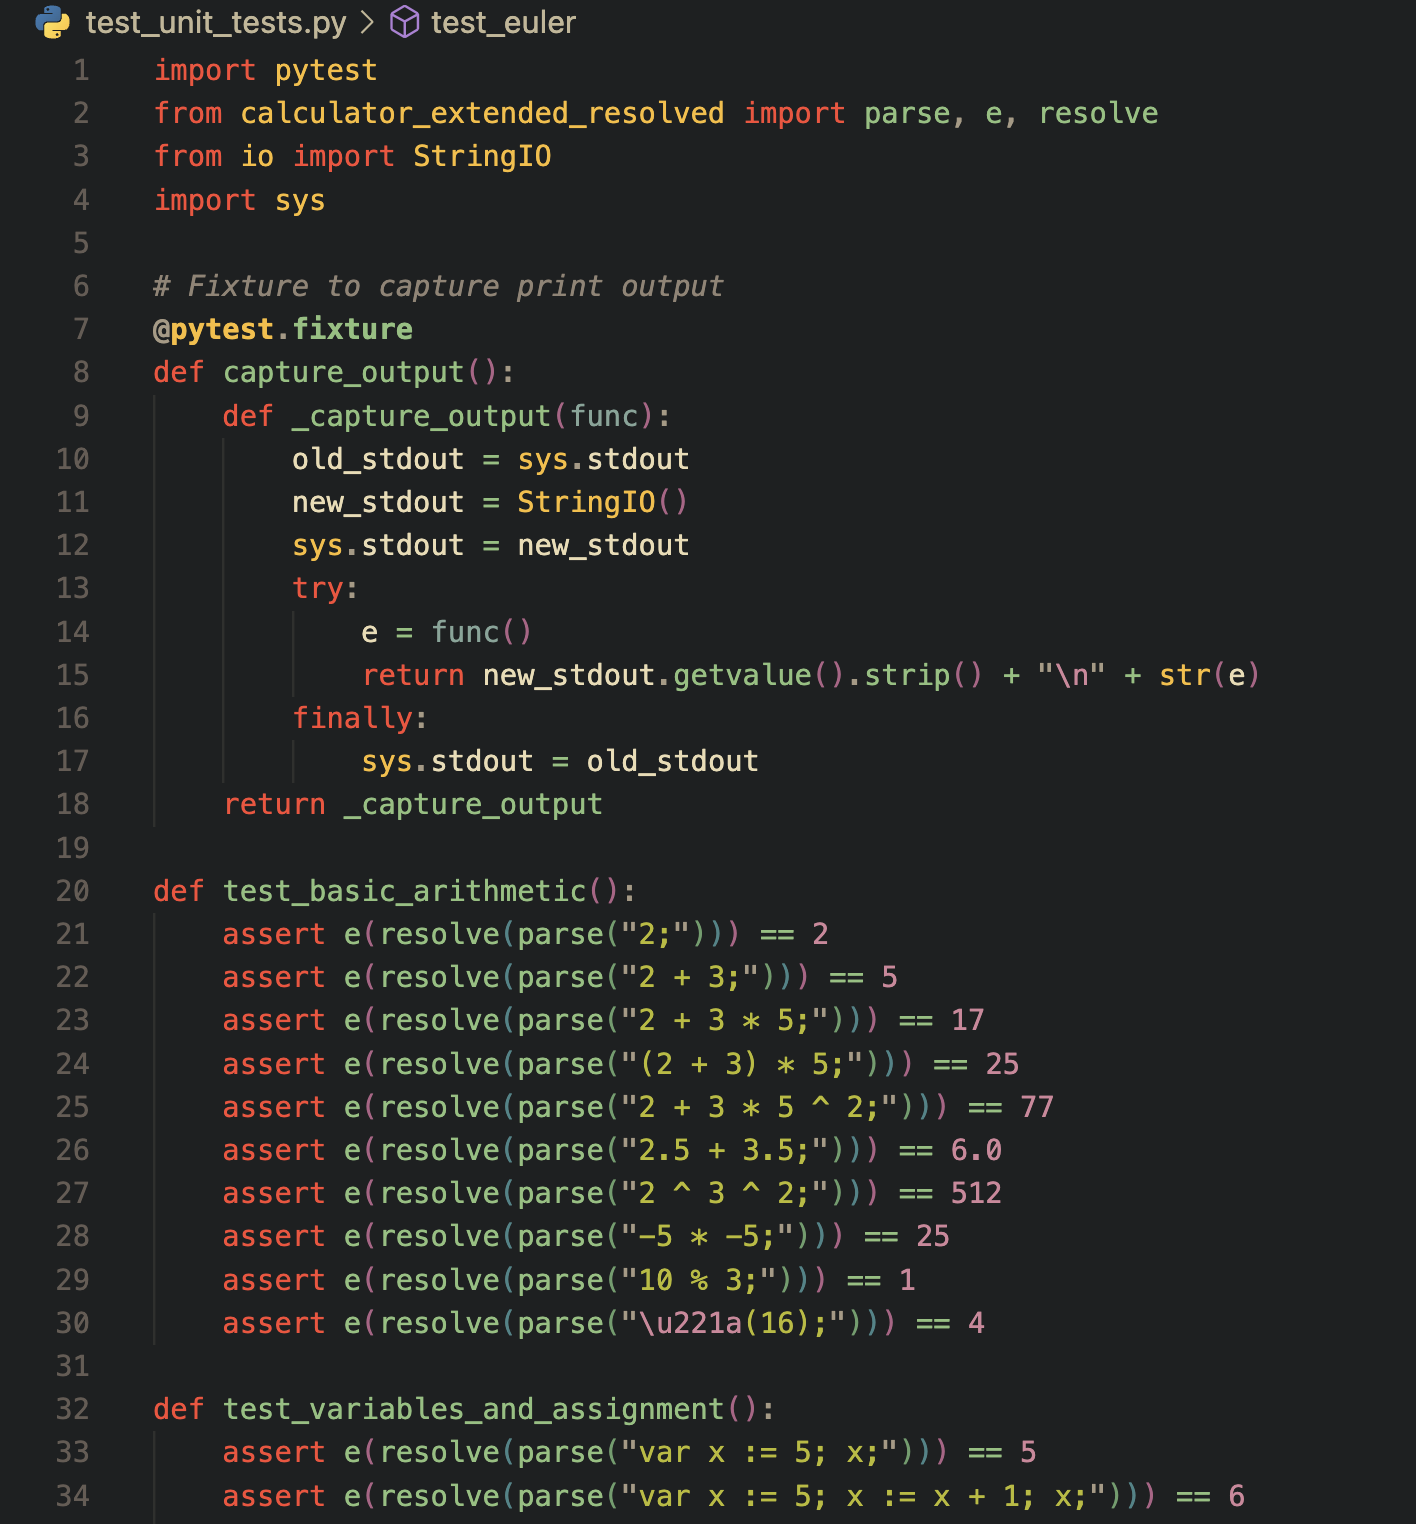 test_unit_tests.py > test_euler
1 import pytest
2 from calculator_extended_resolved import parse, e, resolve
3 from io import StringIO
4 import sys
5
6 # Fixture to capture print output
7 @pytest.fixture
8 def capture_output():
9     def _capture_output(func):
10         old_stdout = sys.stdout
11         new_stdout = StringIO()
12         sys.stdout = new_stdout
13         try:
14             e = func()
15             return new_stdout.getvalue().strip() + "\n" + str(e)
16         finally:
17             sys.stdout = old_stdout
18     return _capture_output
19
20 def test_basic_arithmetic():
21     assert e(resolve(parse("2;"))) == 2
22     assert e(resolve(parse("2 + 3;"))) == 5
23     assert e(resolve(parse("2 + 3 * 5;"))) == 17
24     assert e(resolve(parse("(2 + 3) * 5;"))) == 25
25     assert e(resolve(parse("2 + 3 * 5 ^ 2;"))) == 77
26     assert e(resolve(parse("2.5 + 3.5;"))) == 6.0
27     assert e(resolve(parse("2 ^ 3 ^ 2;"))) == 512
28     assert e(resolve(parse("-5 * -5;"))) == 25
29     assert e(resolve(parse("10 % 3;"))) == 1
30     assert e(resolve(parse("\u221a(16);"))) == 4
31
32 def test_variables_and_assignment():
33     assert e(resolve(parse("var x := 5; x;"))) == 5
34     assert e(resolve(parse("var x := 5; x := x + 1; x;"))) == 6